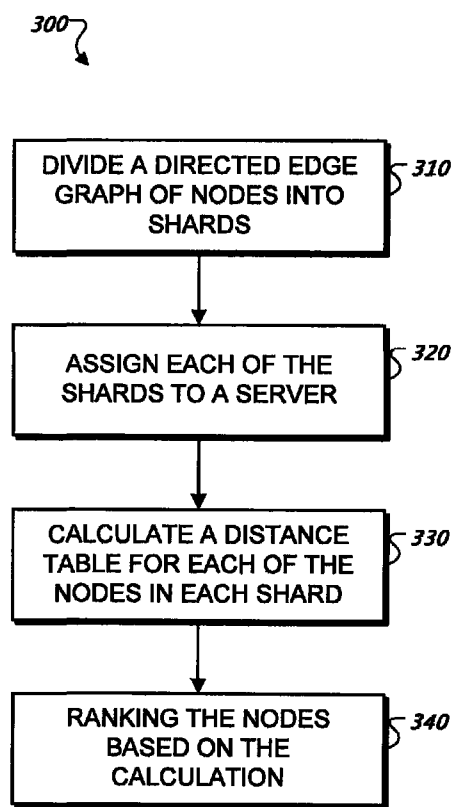 300
DIVIDE A DIRECTED EDGE
GRAPH OF NODES INTO
SHARDS
310
ASSIGN EACH OF THE
SHARDS TO A SERVER
320
CALCULATE A DISTANCE
TABLE FOR EACH OF THE
NODES IN EACH SHARD
330
RANKING THE NODES
BASED ON THE
CALCULATION
340